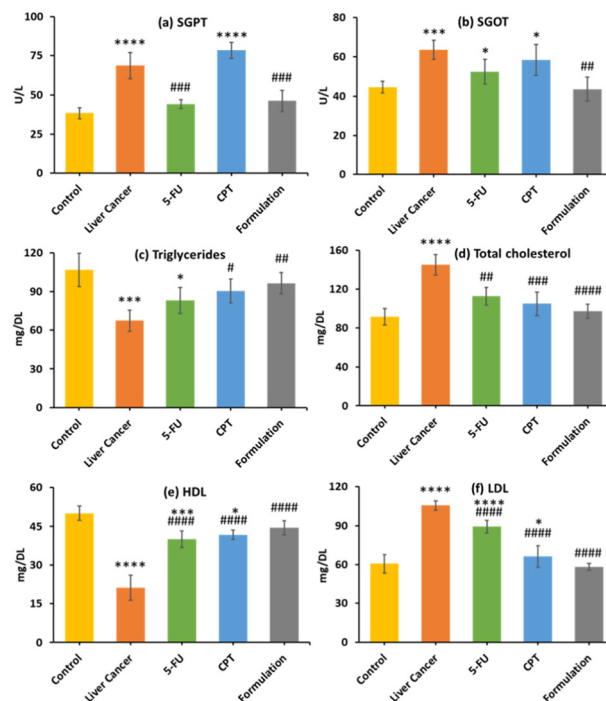 (a) SGPT
100
75
50
25
0
U/L
****
###
****
###
Control
Liver Cancer
5-FU
CPT
Formulation
(b) SGOT
80
60
40
20
0
U/L
***
*
*
##
Control
Liver Cancer
5-FU
CPT
Formulation
(c) Triglycerides
120
90
60
30
0
mg/DL
***
*
#
##
Control
Liver Cancer
5-FU
CPT
Formulation
(d) Total cholesterol
160
120
80
40
0
mg/DL
****
##
###
####
Control
Liver Cancer
5-FU
CPT
Formulation
(e) HDL
60
45
30
15
0
mg/DL
****
***
####
*
####
####
Control
Liver Cancer
5-FU
CPT
Formulation
(f) LDL
120
90
60
30
0
mg/DL
****
****
####
*
####
####
Control
Liver Cancer
5-FU
CPT
Formulation